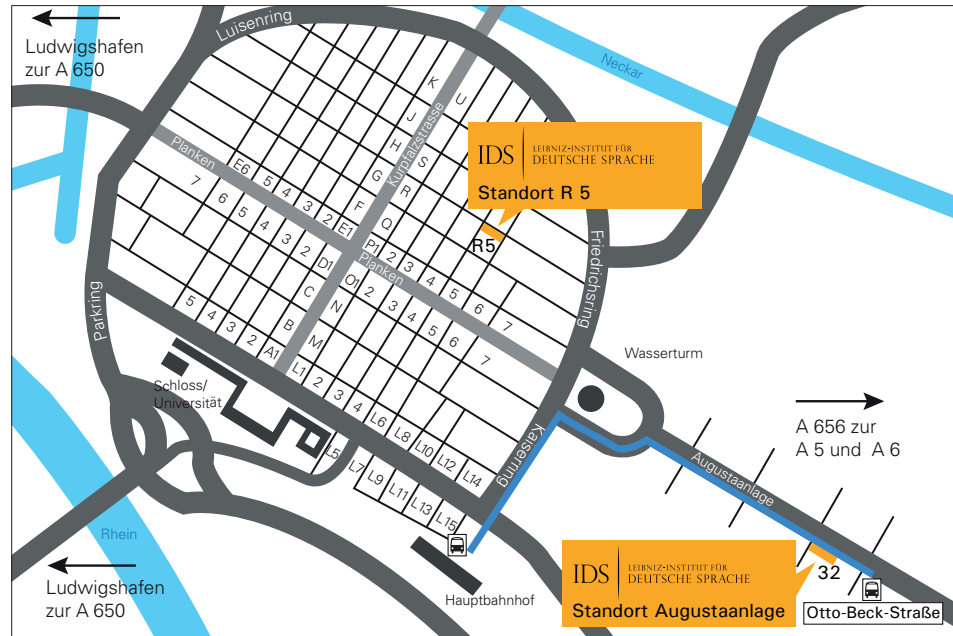 Ludwigshafen
zur A 650
Luisenring
Neckar
K U
J
H S
G R
F Q
Kurpfalzstrasse
IDS LEIBNIZ-INSTITUT FÜR
DEUTSCHE SPRACHE
Standort R 5
R5
Planken
E6 5 4 3 2 E1
7 6 5 4 3 2 D1
P1 2 3 4 5 6 7
Planken
O1 2 3 4 5 6 7
C N
B M
5 4 3 2 A1
L1 2 3 4 L6 L8 L10 L12 L14
L5 L7 L9 L11 L13 L15
Friedrichsring
Parkring
Kaiserring
Wasserturm
Schloss/
Universität
A 656 zur
A 5 und A 6
Augustaanlage
Rhein
Ludwigshafen
zur A 650
Hauptbahnhof
IDS LEIBNIZ-INSTITUT FÜR
DEUTSCHE SPRACHE
Standort Augustaanlage
32
Otto-Beck-Straße